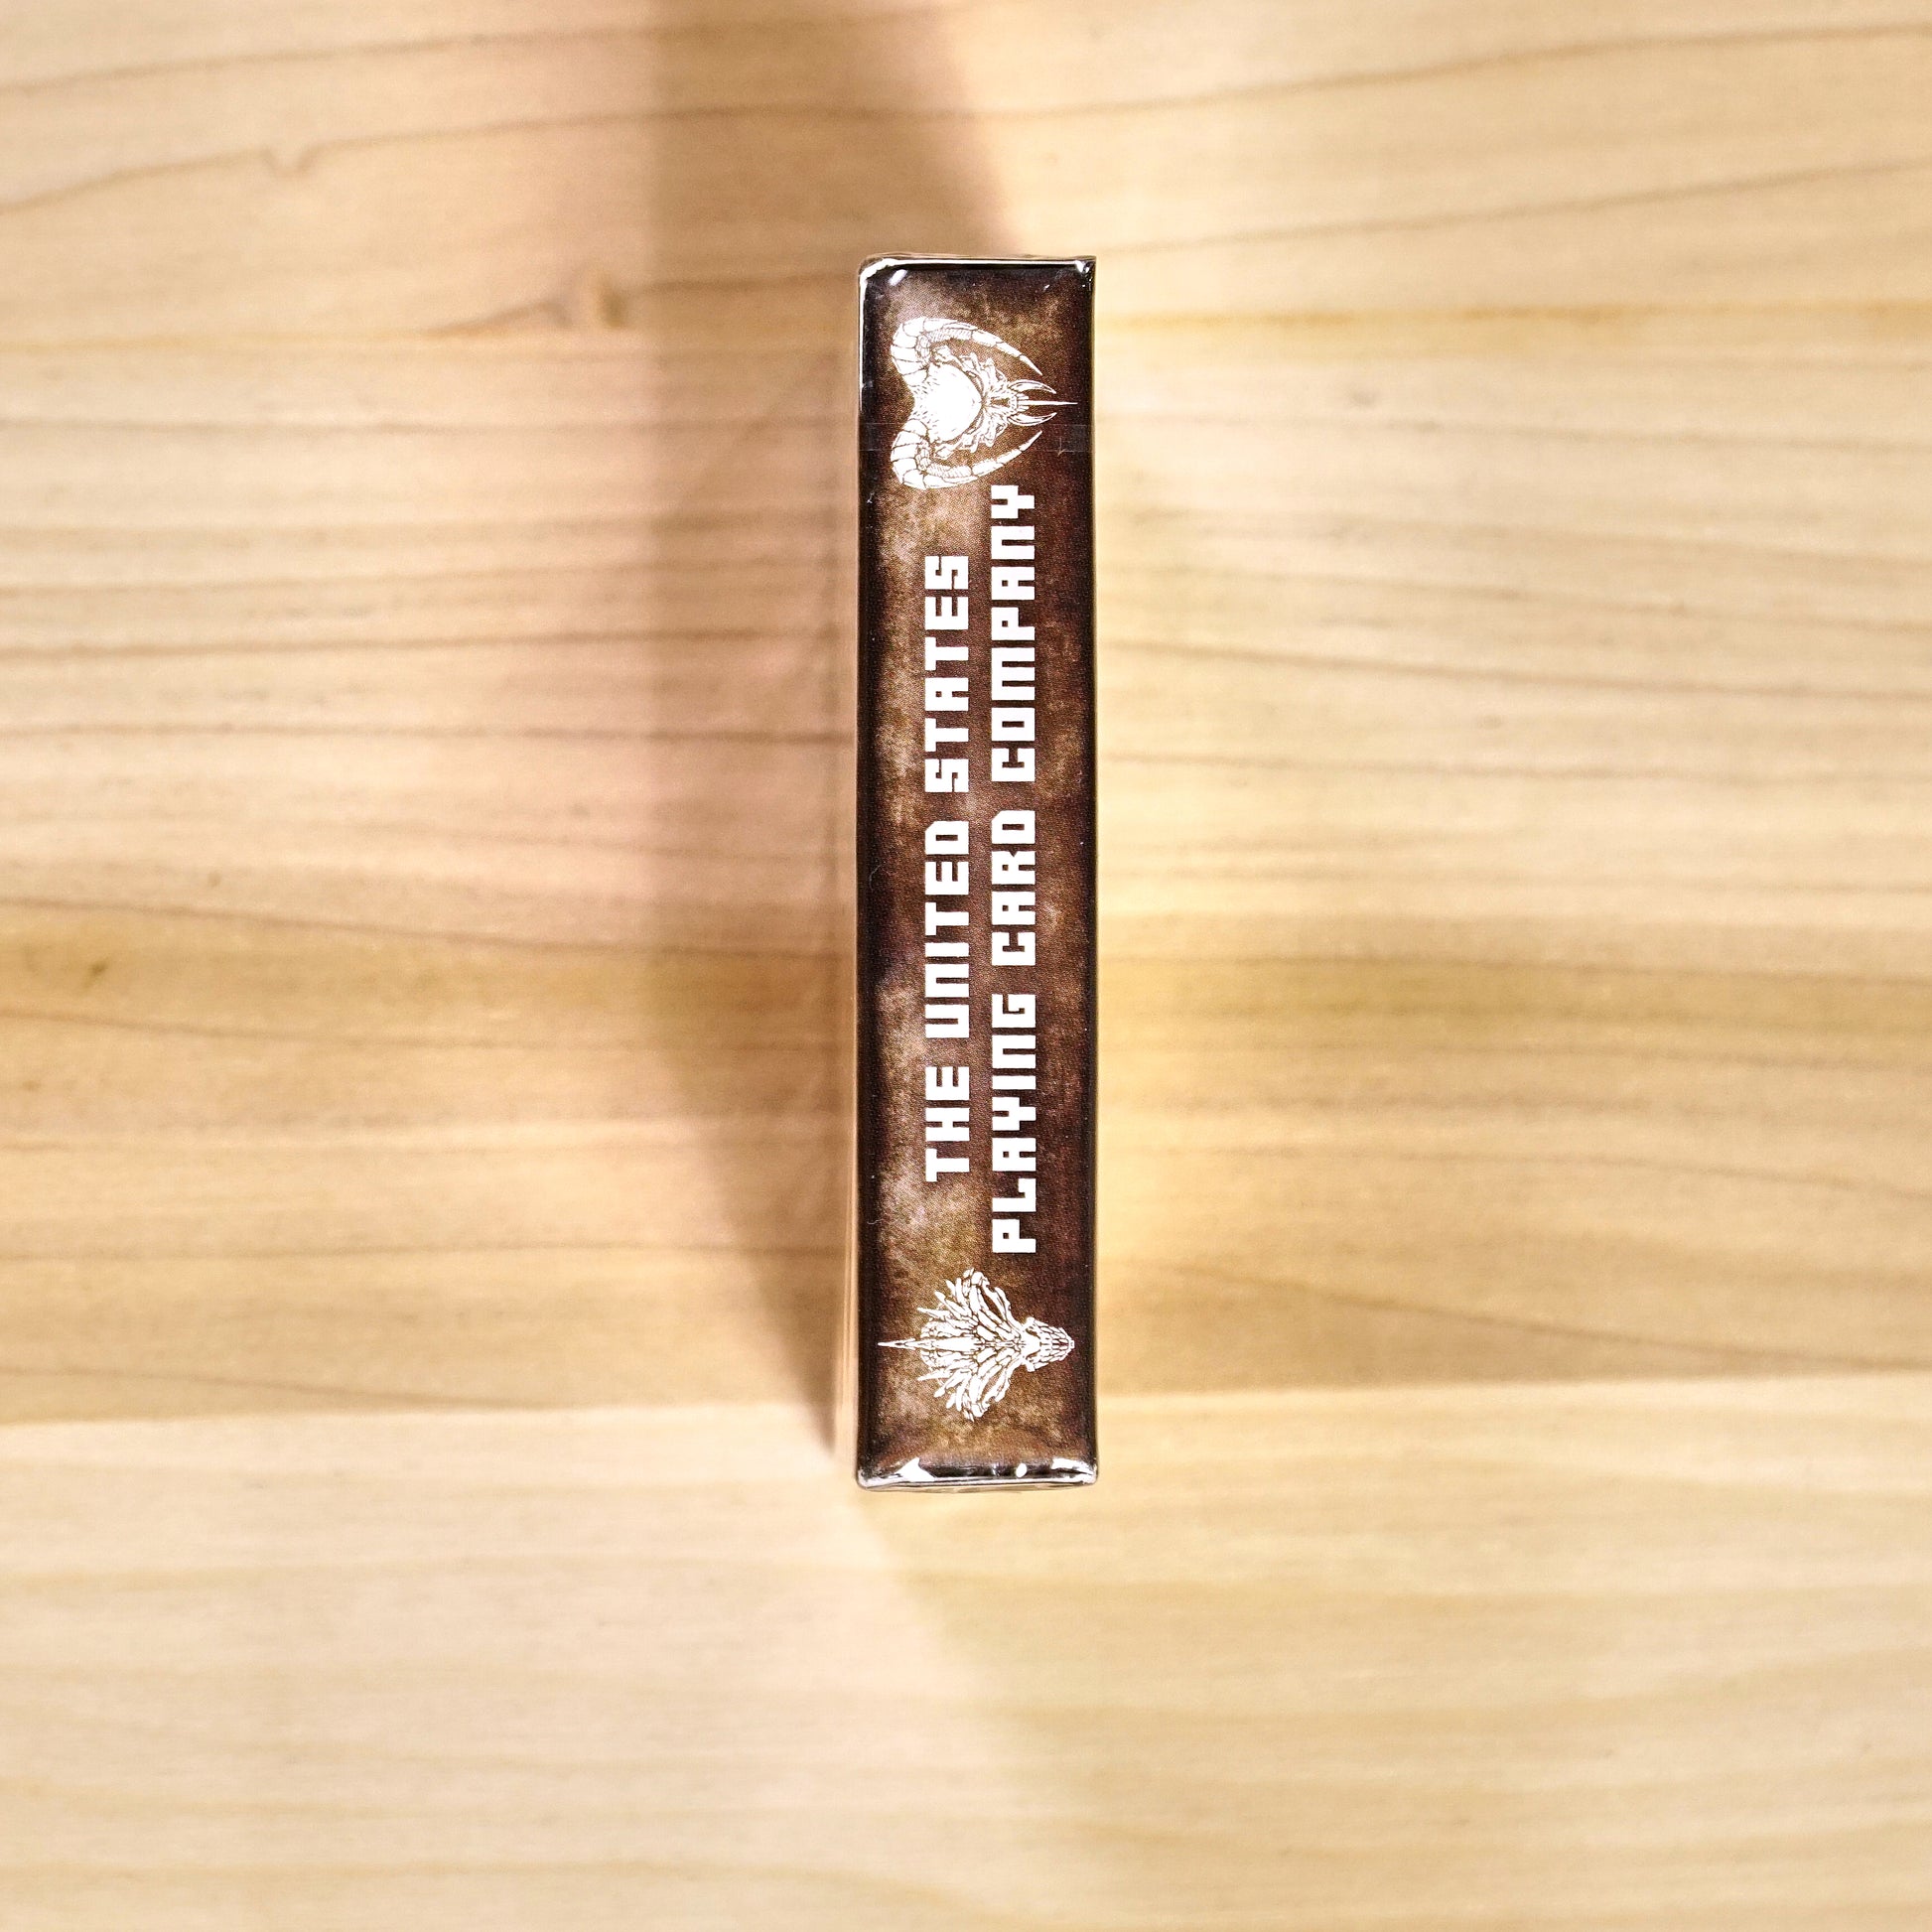 THE UNITED STATES
PLAYING CARD COMPANY